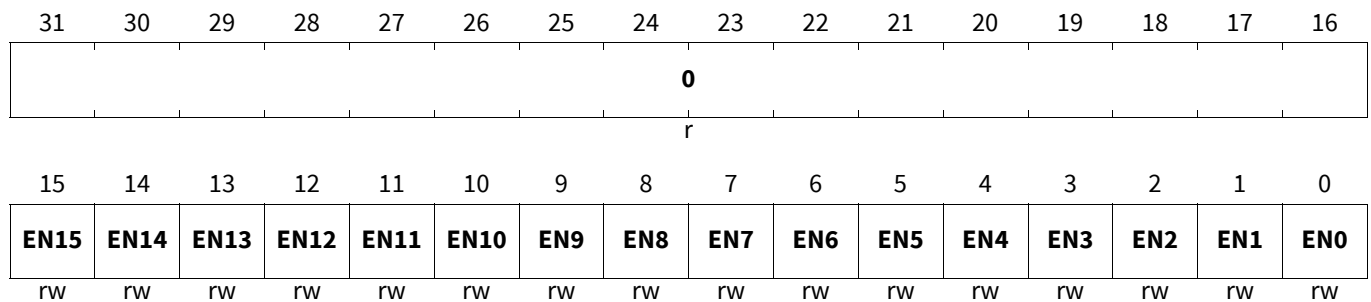 31 30 29 28 27 26 25 24 23 22 21 20 19 18 17 16
0
r
15 14 13 12 11 10 9 8 7 6 5 4 3 2 1 0
EN15 EN14 EN13 EN12 EN11 EN10 EN9 EN8 EN7 EN6 EN5 EN4 EN3 EN2 EN1 EN0
rw rw rw rw rw rw rw rw rw rw rw rw rw rw rw rw